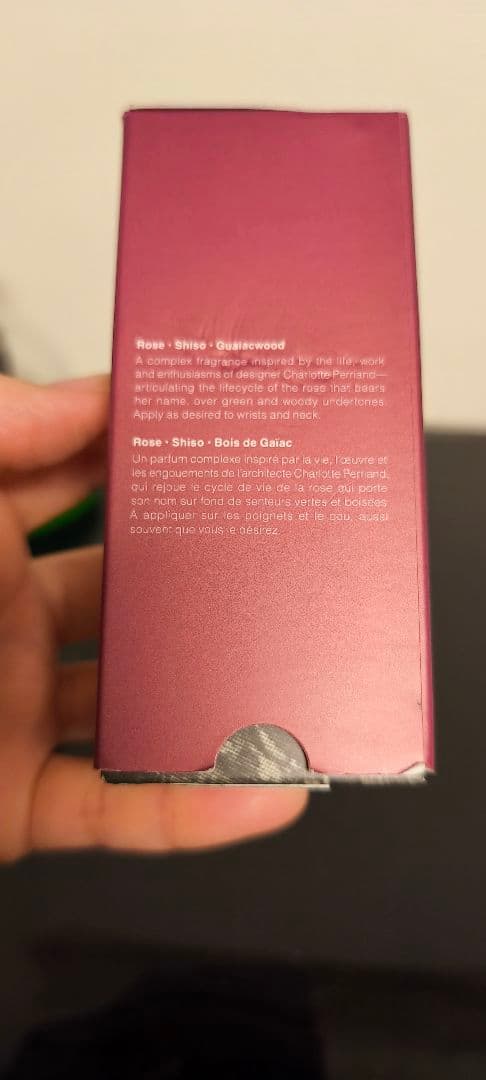 Rose · Shiso · Guaiacwood
A complex fragrance inspired by the life, work
and enthusiasms of designer Charlotte Perriand—
articulating the lifecycle of the rose that bears
her name, over green and woody undertones.
Apply as desired to wrists and neck.
Rose · Shiso · Bois de Gaïac
Un parfum complexe inspiré par la vie, l'œuvre et
les engouements de l'architecte Charlotte Perriand,
qui rejoue le cycle de vie de la rose qui porte
son nom sur fond de senteurs vertes et boisées.
À appliquer sur les poignets et le cou, aussi
souvent que vous le désirez.